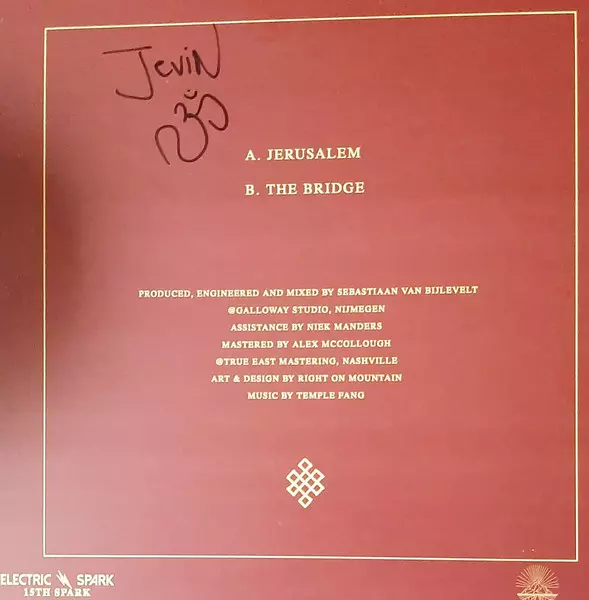 Jevin
A. JERUSALEM
B. THE BRIDGE
PRODUCED, ENGINEERED AND MIXED BY SEBASTIAAN VAN BIJLEVELT
@GALLOWAY STUDIO, NIJMEGEN
ASSISTANCE BY NIEK MANDERS
MASTERED BY ALEX MCCOLLOUGH
@TRUE EAST MASTERING, NASHVILLE
ART & DESIGN BY RIGHT ON MOUNTAIN
MUSIC BY TEMPLE FANG
ELECTRIC SPARK
15TH SPARK